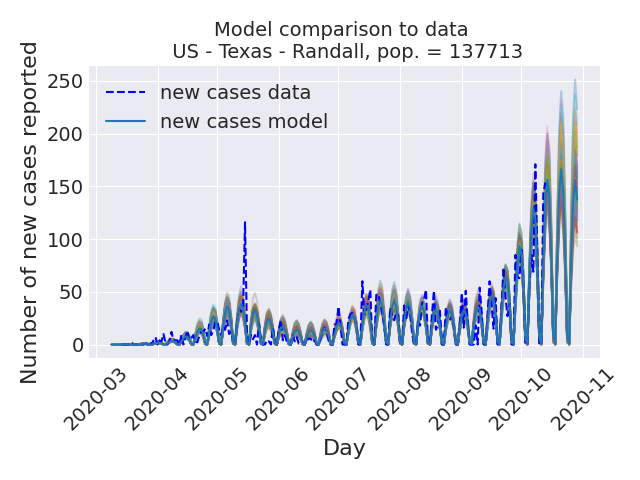 Model comparison to data
US - Texas - Randall, pop. = 137713
Number of new cases reported
250
200
150
100
50
0
new cases data
new cases model
2020-03
2020-04
2020-05
2020-06
2020-07
2020-08
2020-09
2020-10
2020-11
Day